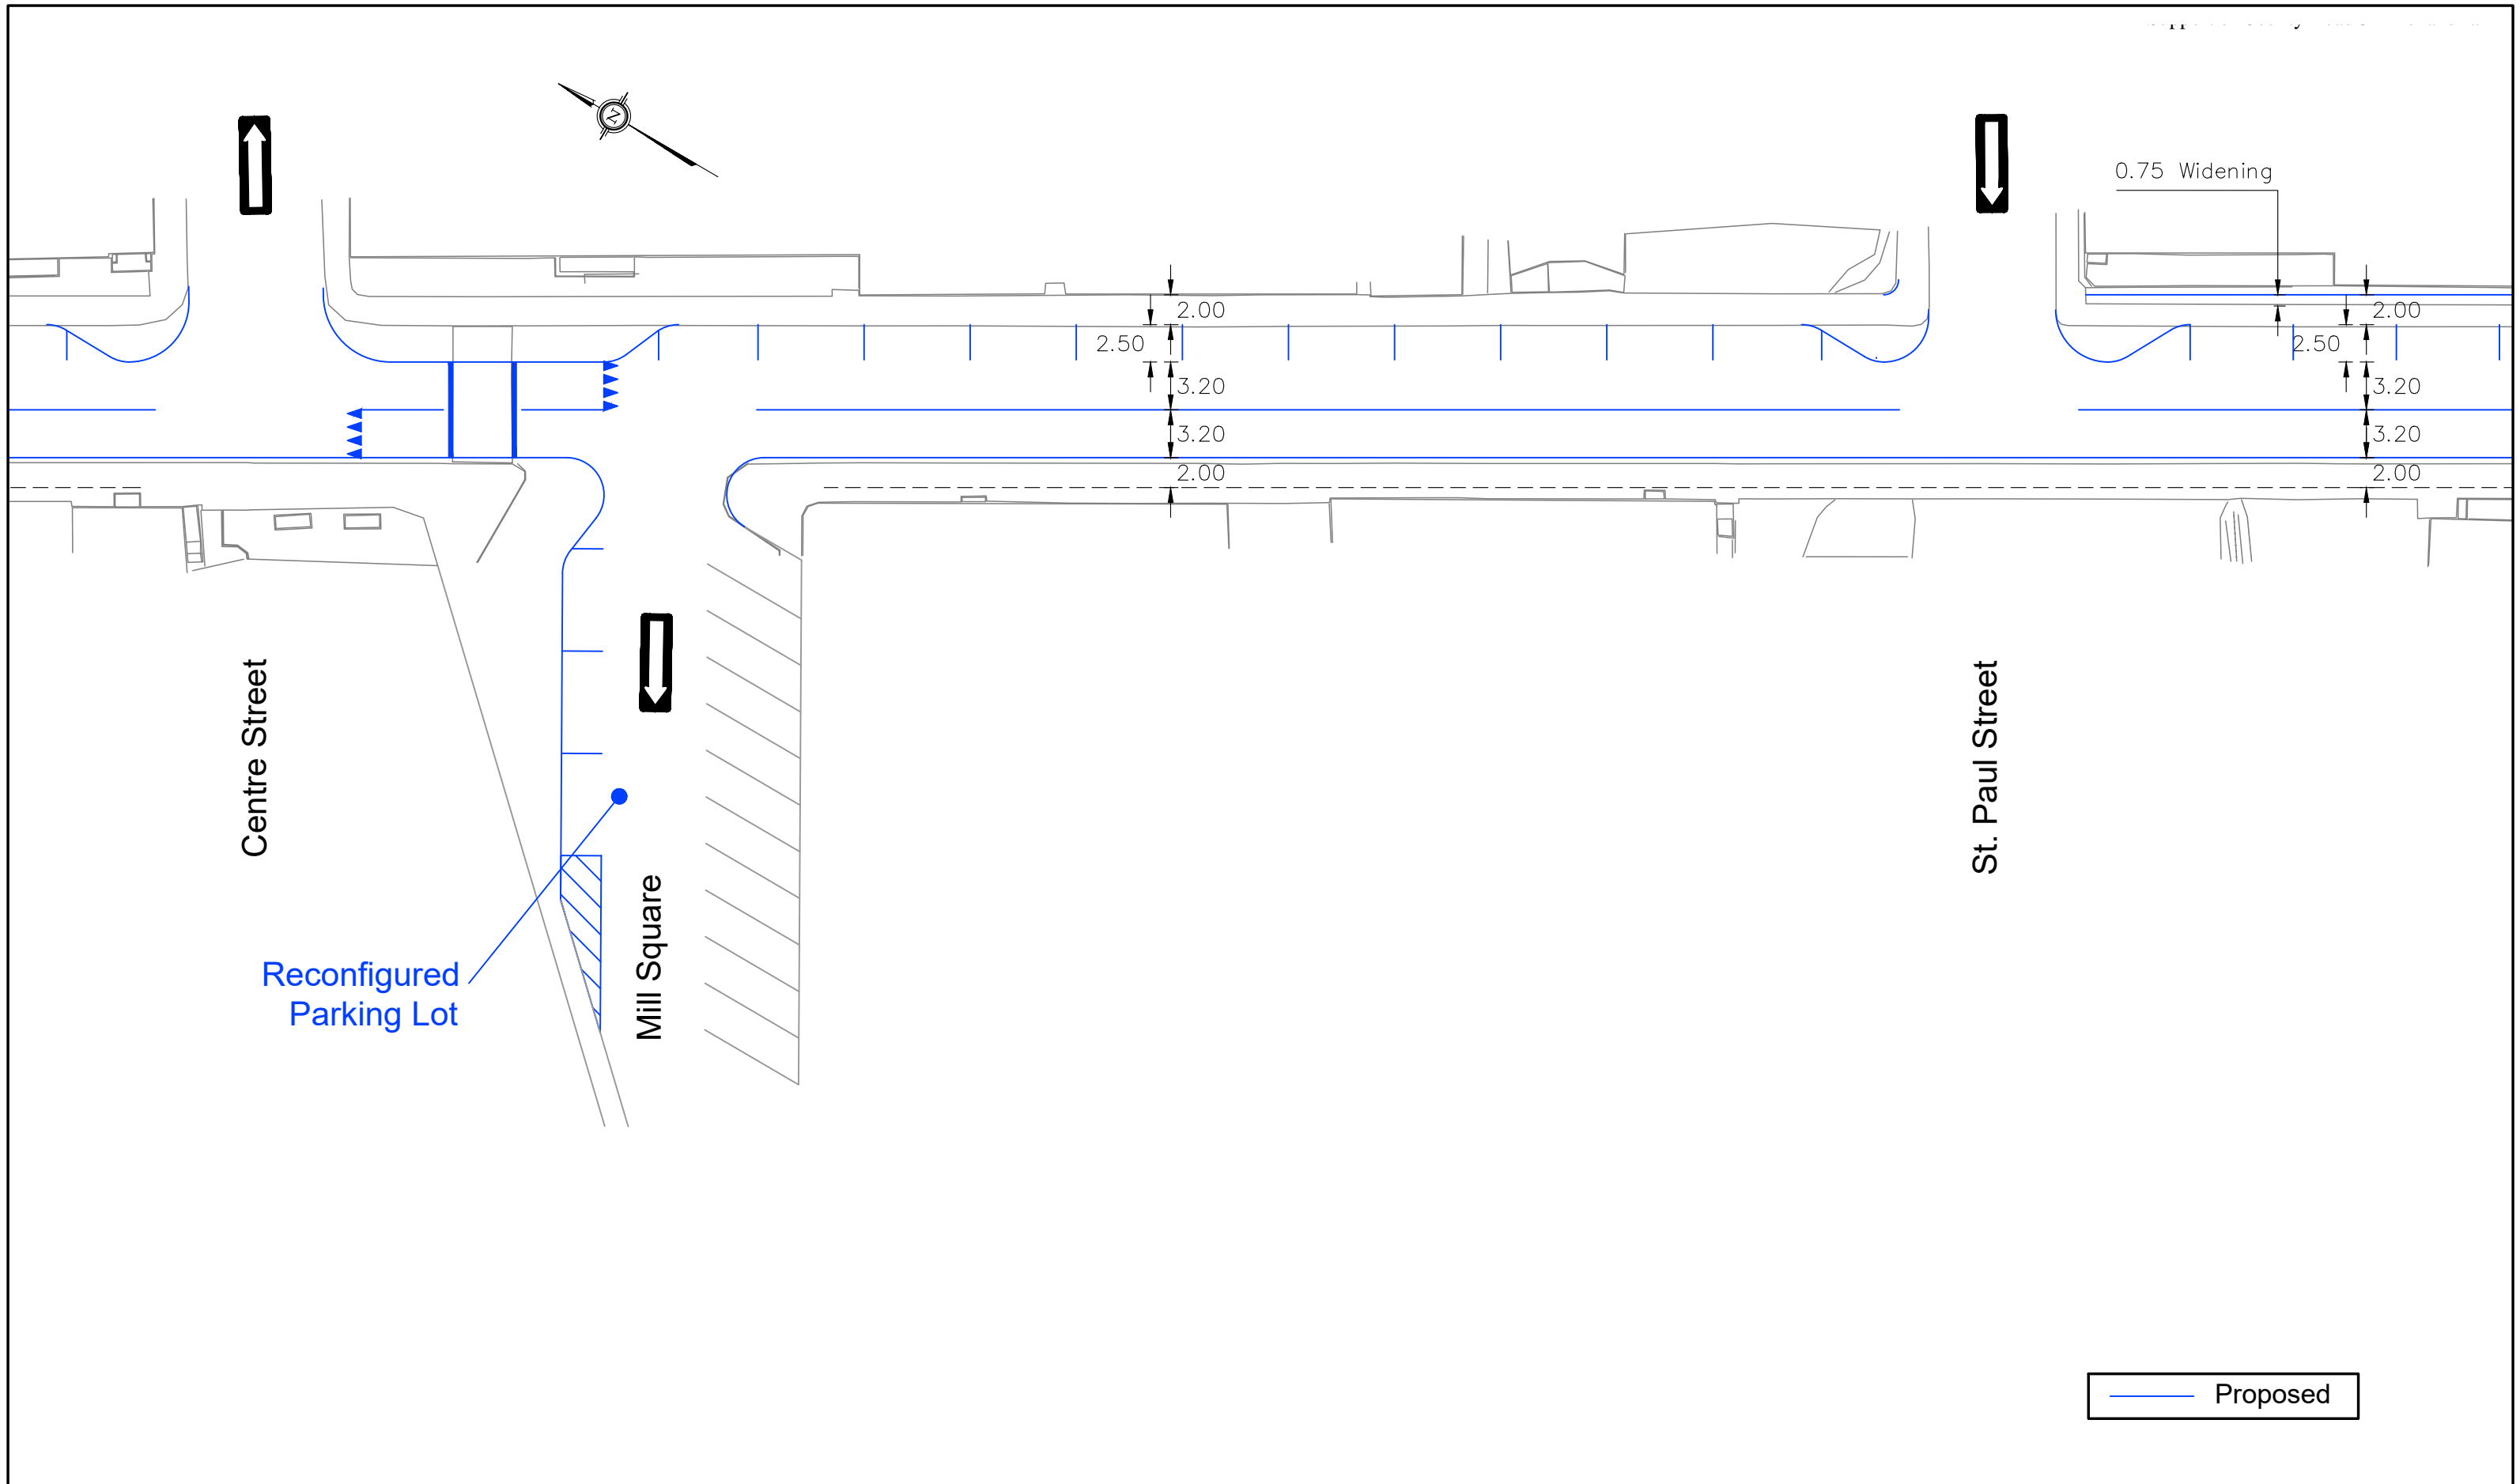 N
0.75 Widening
2.00
2.50
3.20
3.20
2.00
2.00
2.50
3.20
3.20
2.00
Centre Street
Mill Square
St. Paul Street
Reconfigured
Parking Lot
Proposed